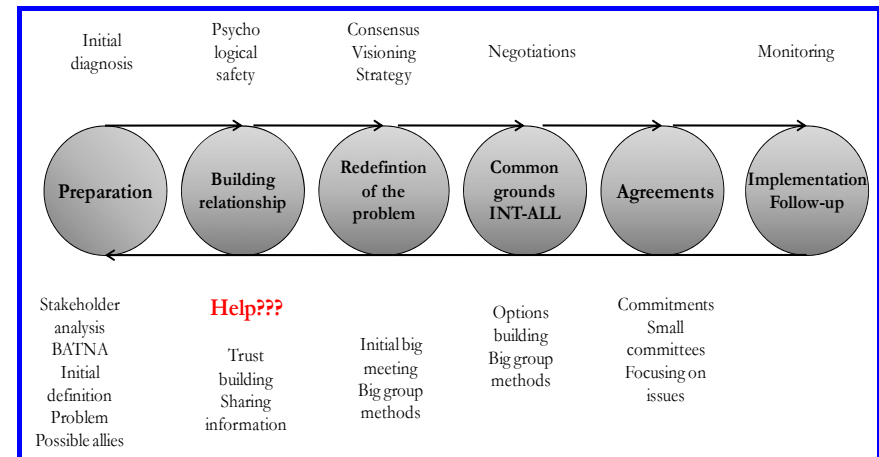 Initial
diagnosis
Psycho
logical
safety
Consensus
Visioning
Strategy
Negotiations
Monitoring
Preparation
Building
relationship
Redefintion
of the
problem
Common
grounds
INT-ALL
Agreements
Implementation
Follow-up
Stakeholder
analysis
BATNA
Initial
definition
Problem
Possible allies
Help???
Trust
building
Sharing
information
Initial big
meeting
Big group
methods
Options
building
Big group
methods
Commitments
Small
committees
Focusing on
issues